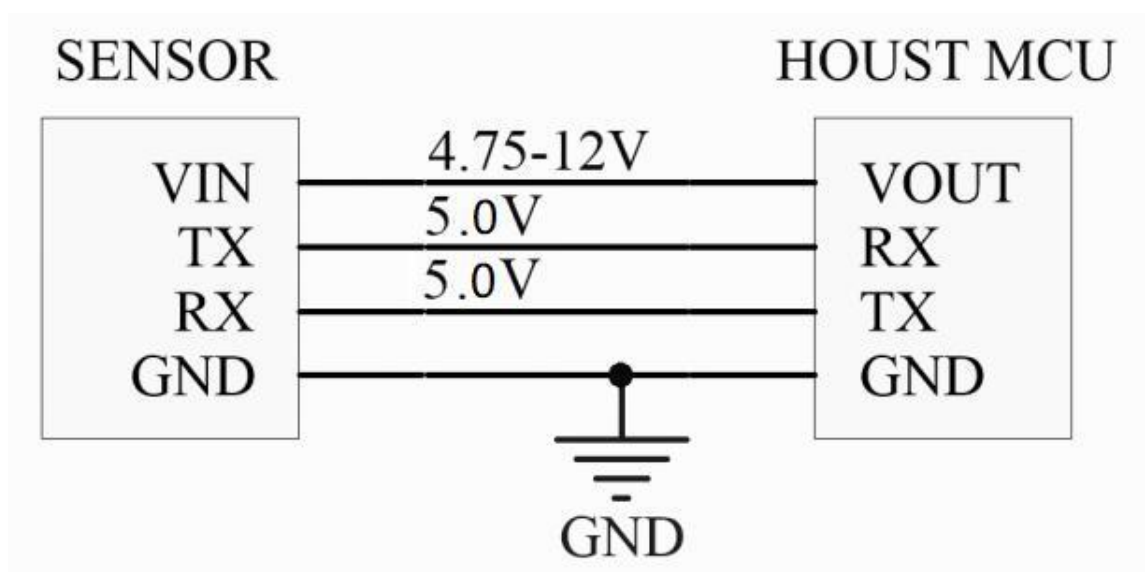 SENSOR
HOUST MCU
VIN
4.75-12V
VOUT
TX
5.0V
RX
RX
5.0V
TX
GND
GND
GND